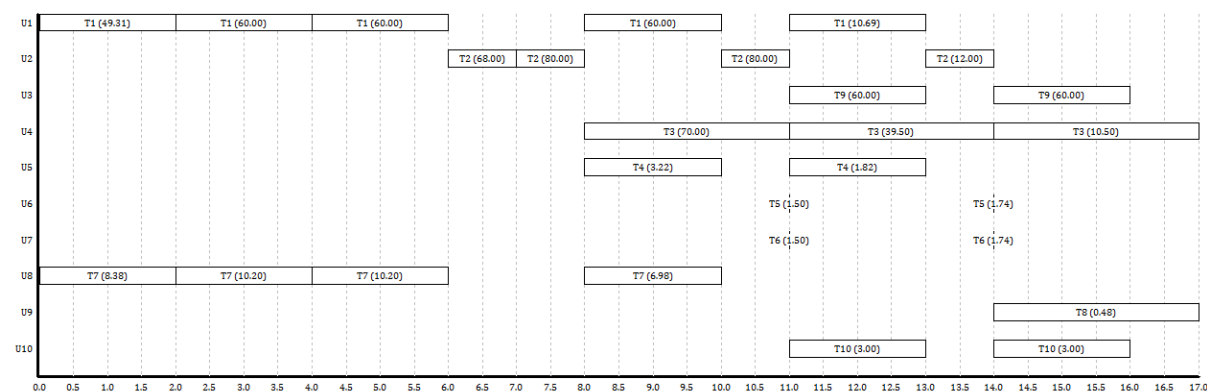 U1 T1 (49.31) T1 (60.00) T1 (60.00) T1 (60.00) T1 (10.69)
U2 T2 (68.00) T2 (80.00) T2 (80.00) T2 (12.00)
U3 T9 (60.00) T9 (60.00)
U4 T3 (70.00) T3 (39.50) T3 (10.50)
U5 T4 (3.22) T4 (1.82)
U6 T5 (1.50) T5 (1.74)
U7 T6 (1.50) T6 (1.74)
U8 T7 (8.38) T7 (10.20) T7 (10.20) T7 (6.98)
U9 T8 (0.48)
U10 T10 (3.00) T10 (3.00)
0.0 0.5 1.0 1.5 2.0 2.5 3.0 3.5 4.0 4.5 5.0 5.5 6.0 6.5 7.0 7.5 8.0 8.5 9.0 9.5 10.0 10.5 11.0 11.5 12.0 12.5 13.0 13.5 14.0 14.5 15.0 15.5 16.0 16.5 17.0